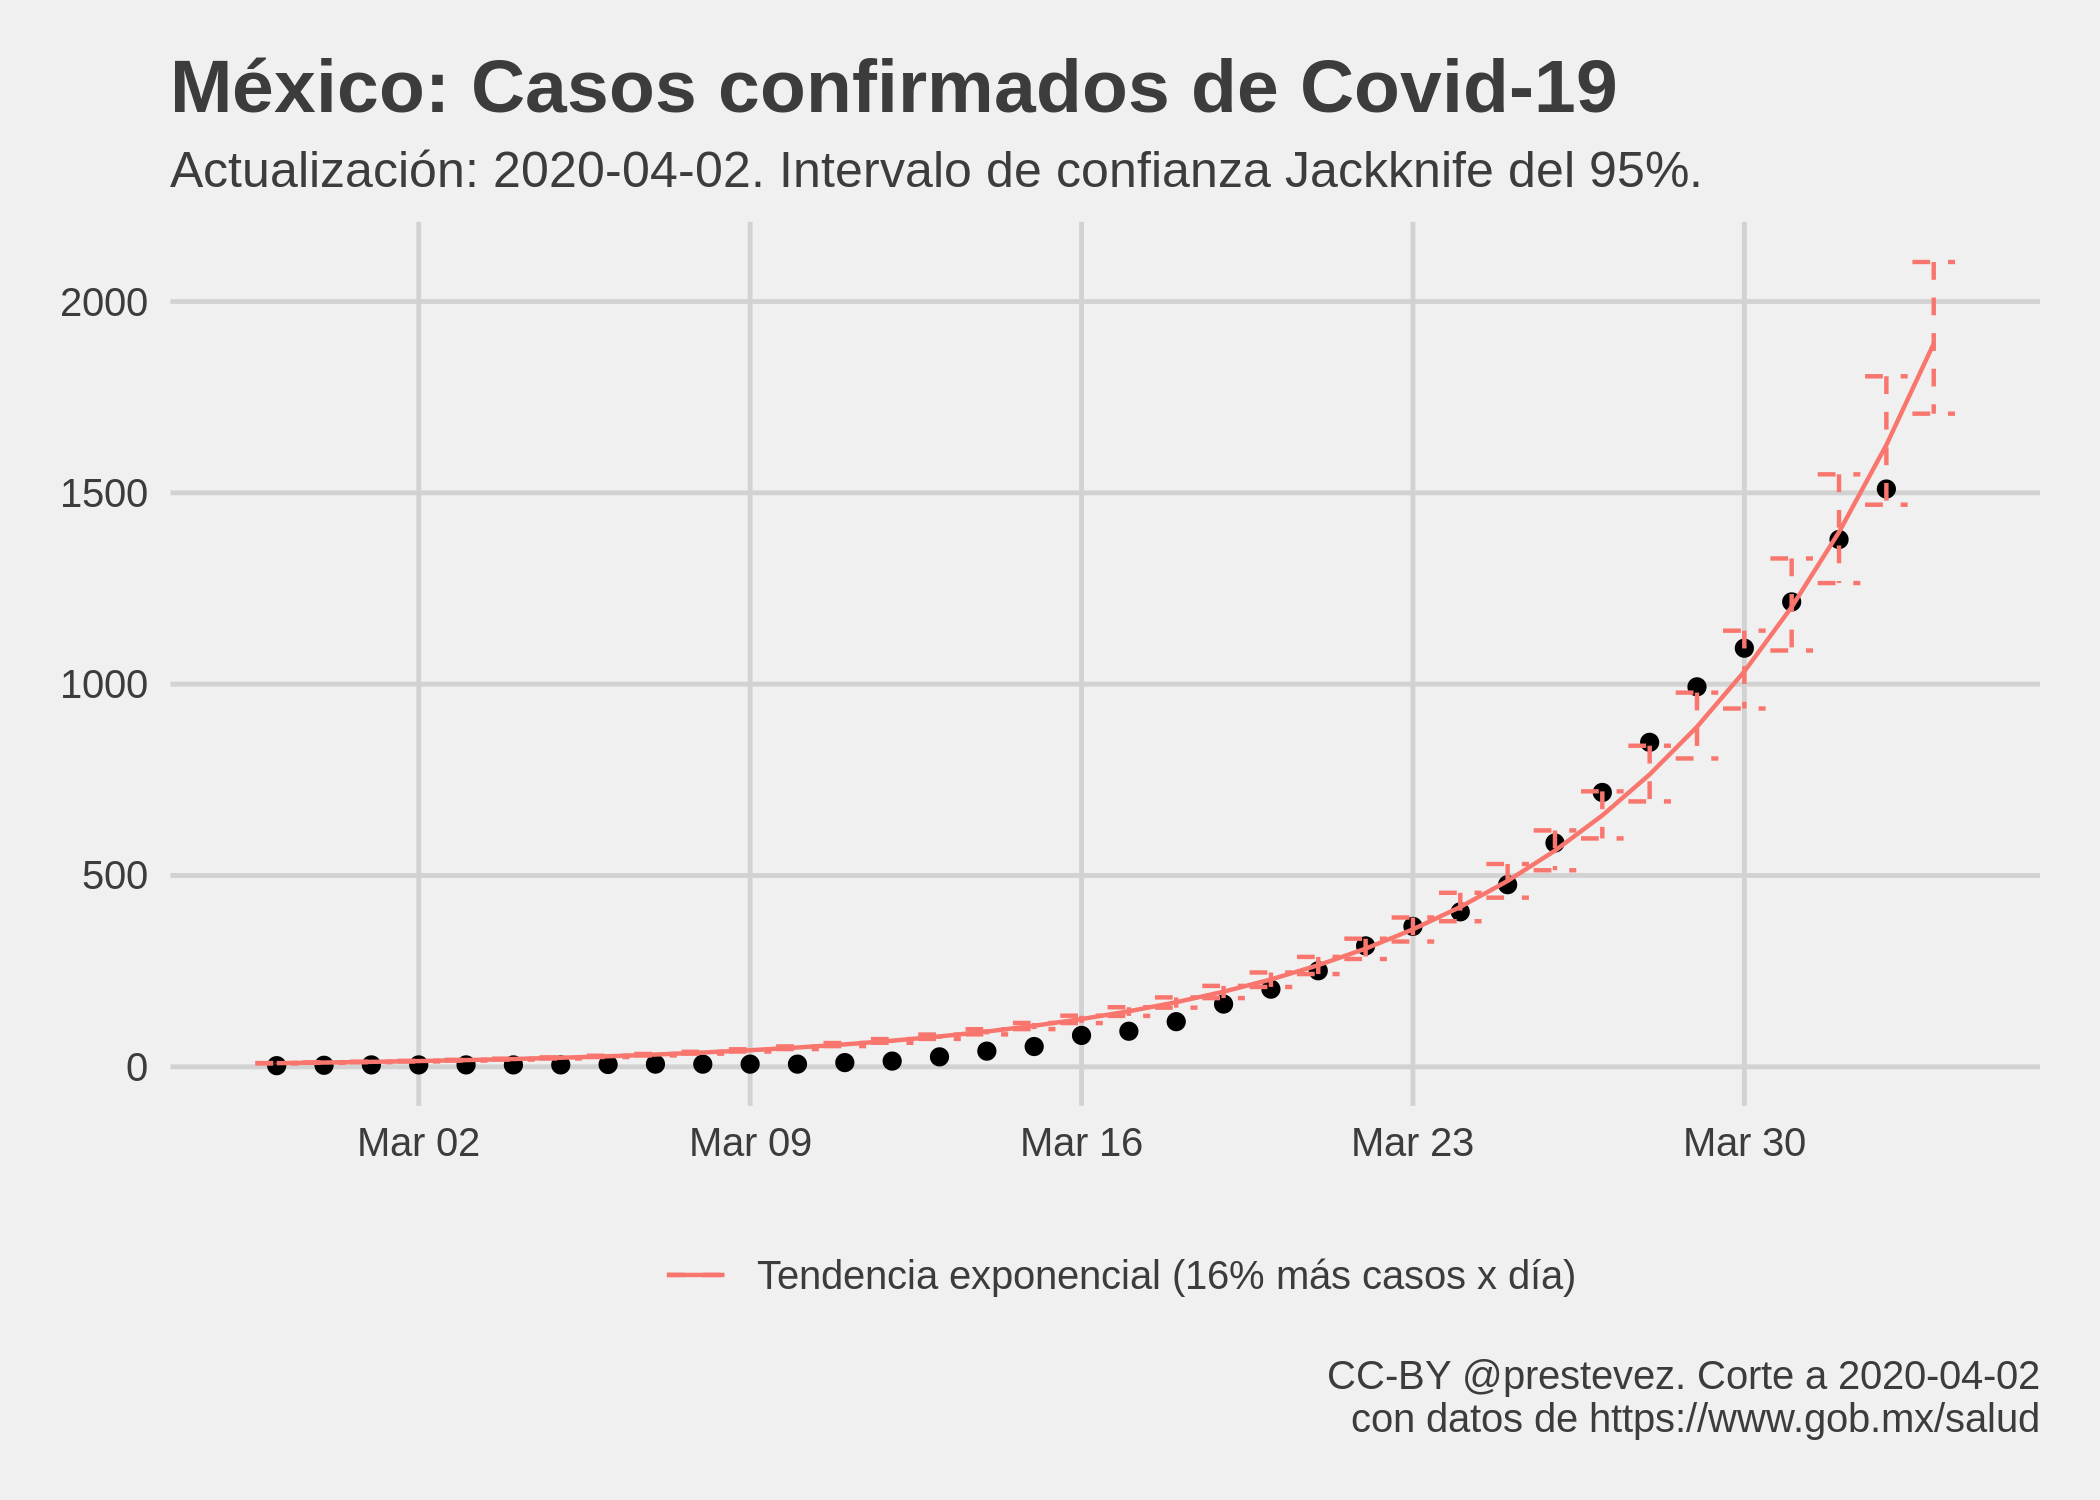 México: Casos confirmados de Covid-19
Actualización: 2020-04-02. Intervalo de confianza Jackknife del 95%.
2000
1500
1000
500
0
Mar 02
Mar 09
Mar 16
Mar 23
Mar 30
Tendencia exponencial (16% más casos x día)
CC-BY @prestevez. Corte a 2020-04-02
con datos de https://www.gob.mx/salud